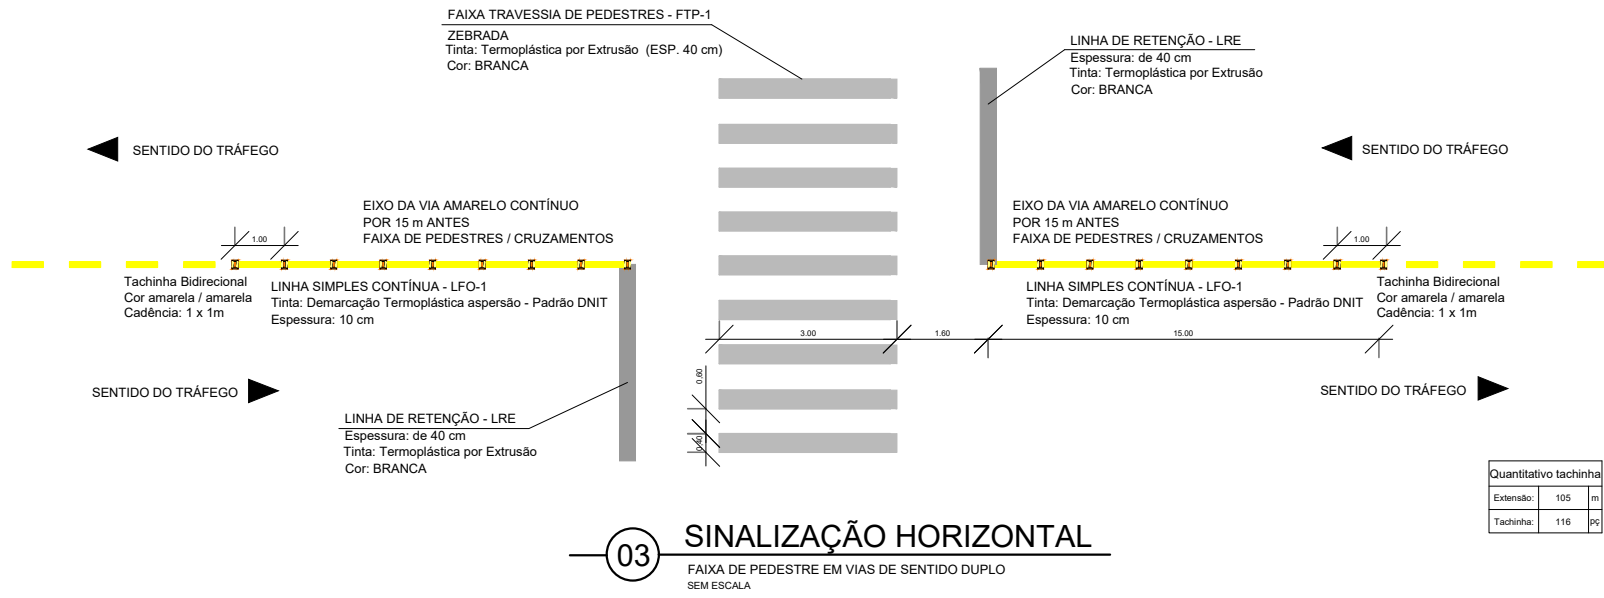 FAIXA TRAVESSIA DE PEDESTRES - FTP-1
ZEBRADA
Tinta: Termoplástica por Extrusão  (ESP. 40 cm)
Cor: BRANCA
LINHA DE RETENÇÃO - LRE
Espessura: de 40 cm
Tinta: Termoplástica por Extrusão
Cor: BRANCA
SENTIDO DO TRÁFEGO
SENTIDO DO TRÁFEGO
EIXO DA VIA AMARELO CONTÍNUO
POR 15 m ANTES
FAIXA DE PEDESTRES / CRUZAMENTOS
1.00
EIXO DA VIA AMARELO CONTÍNUO
POR 15 m ANTES
FAIXA DE PEDESTRES / CRUZAMENTOS
1.00
Tachinha Bidirecional
Cor amarela / amarela
Cadência: 1 x 1m
LINHA SIMPLES CONTÍNUA - LFO-1
Tinta: Demarcação Termoplástica aspersão - Padrão DNIT
Espessura: 10 cm
LINHA SIMPLES CONTÍNUA - LFO-1
Tinta: Demarcação Termoplástica aspersão - Padrão DNIT
Espessura: 10 cm
Tachinha Bidirecional
Cor amarela / amarela
Cadência: 1 x 1m
3.00
1.60
15.00
0,60
0,40
SENTIDO DO TRÁFEGO
SENTIDO DO TRÁFEGO
LINHA DE RETENÇÃO - LRE
Espessura: de 40 cm
Tinta: Termoplástica por Extrusão
Cor: BRANCA
Quantitativo tachinha
Extensão: 105 m
Tachinha: 116 pç
03
SINALIZAÇÃO HORIZONTAL
FAIXA DE PEDESTRE EM VIAS DE SENTIDO DUPLO
SEM ESCALA